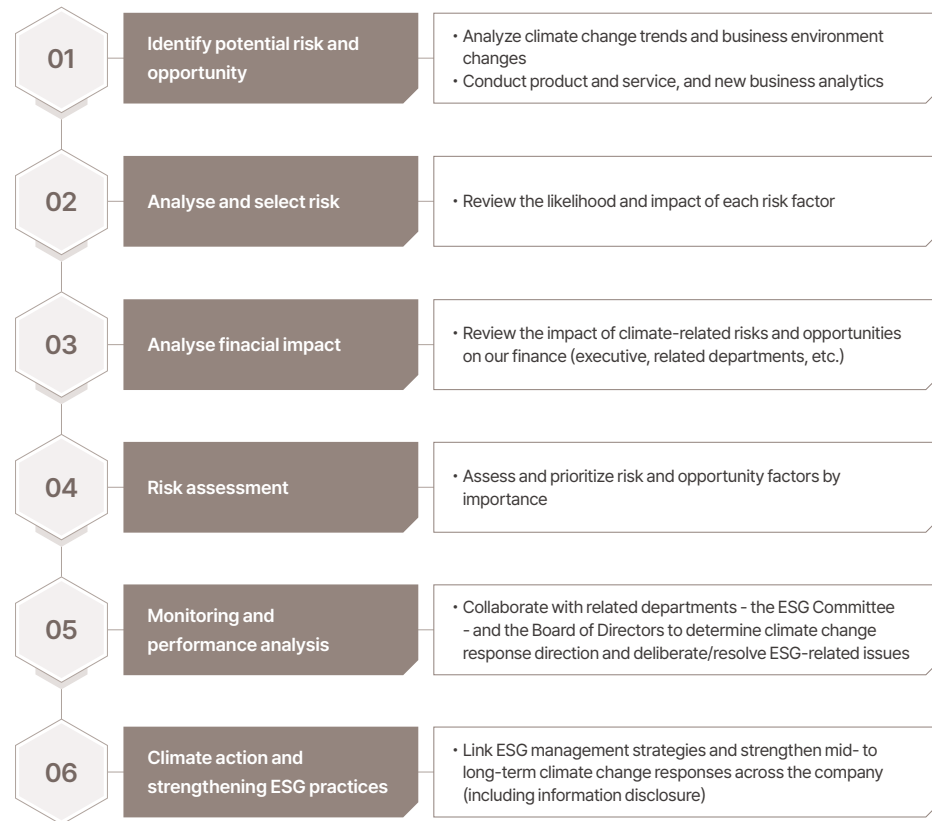 01
Identify potential risk and
opportunity
• Analyze climate change trends and business environment
changes
• Conduct product and service, and new business analytics
02
Analyse and select risk
• Review the likelihood and impact of each risk factor
03
Analyse finacial impact
• Review the impact of climate-related risks and opportunities
on our finance (executive, related departments, etc.)
04
Risk assessment
• Assess and prioritize risk and opportunity factors by
importance
05
Monitoring and
performance analysis
• Collaborate with related departments - the ESG Committee
- and the Board of Directors to determine climate change
response direction and deliberate/resolve ESG-related issues
06
Climate action and
strengthening ESG practices
• Link ESG management strategies and strengthen mid- to
long-term climate change responses across the company
(including information disclosure)